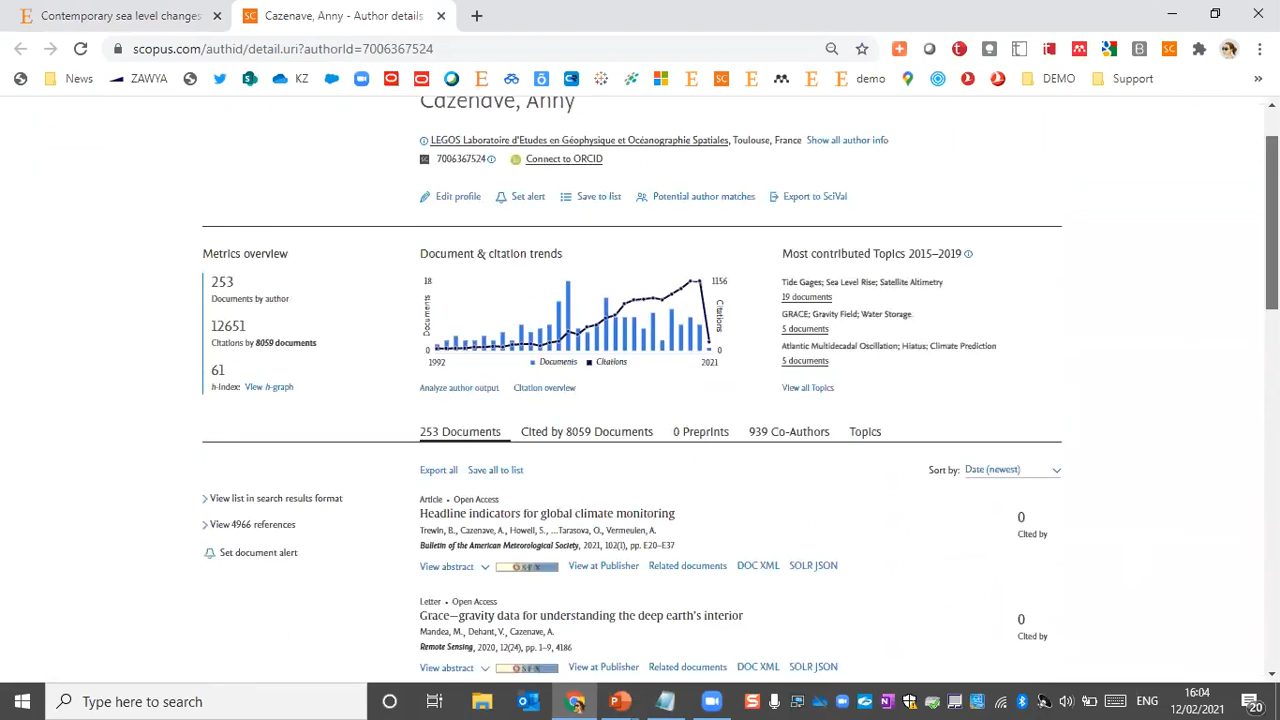 Contemporary sea level changes
Cazenave, Anny - Author details
scopus.com/authid/detail.uri?authorId=7006367524
News
ZAWYA
KZ
demo
DEMO
Support
Cazenave, Anny
LEGOS Laboratoire d'Etudes en Géophysique et Océanographie Spatiales, Toulouse, France Show all author info
SC 7006367524 Connect to ORCID
Edit profile Set alert Save to list Potential author matches Export to SciVal
Metrics overview
253
Documents by author
12651
Citations by 8059 documents
61
h-index: View h-graph
Document & citation trends
18 1156
Documents
Citations
0 0
1992 2021
Documents Citations
Analyze author output Citation overview
Most contributed Topics 2015–2019
Tide Gages; Sea Level Rise; Satellite Altimetry
19 documents
GRACE; Gravity Field; Water Storage
5 documents
Atlantic Multidecadal Oscillation; Hiatus; Climate Prediction
5 documents
View all Topics
253 Documents Cited by 8059 Documents 0 Preprints 939 Co-Authors Topics
Export all Save all to list
Sort by: Date (newest)
View list in search results format
View 4966 references
Set document alert
Article • Open Access
Headline indicators for global climate monitoring
Trewin, B., Cazenave, A., Howell, S., ...Tarasova, O., Vermeulen, A.
Bulletin of the American Meteorological Society, 2021, 102(1), pp. E20–E37
0
Cited by
View abstract SFX View at Publisher Related documents DOC XML SOLR JSON
Letter • Open Access
Grace—gravity data for understanding the deep earth's interior
Mandea, M., Dehant, V., Cazenave, A.
Remote Sensing, 2020, 12(24), pp. 1–9, 4186
0
Cited by
View abstract SFX View at Publisher Related documents DOC XML SOLR JSON
Type here to search
ENG
16:04
12/02/2021
20